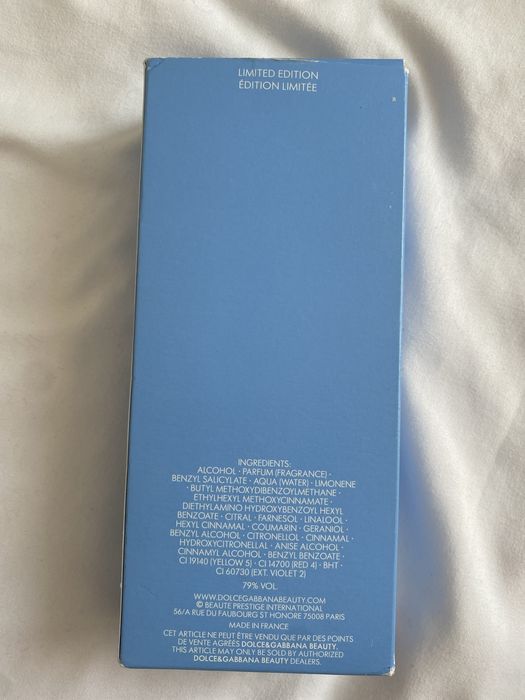 LIMITED EDITION
ÉDITION LIMITÉE
INGREDIENTS:
ALCOHOL · PARFUM (FRAGRANCE) ·
BENZYL SALICYLATE · AQUA (WATER) · LIMONENE
· BUTYL METHOXYDIBENZOYLMETHANE ·
ETHYLHEXYL METHOXYCINNAMATE ·
DIETHYLAMINO HYDROXYBENZOYL HEXYL
BENZOATE · CITRAL · FARNESOL · LINALOOL ·
HEXYL CINNAMAL · COUMARIN · GERANIOL ·
BENZYL ALCOHOL · CITRONELLOL · CINNAMAL ·
HYDROXYCITRONELLAL · ANISE ALCOHOL ·
CINNAMYL ALCOHOL · BENZYL BENZOATE ·
CI 19140 (YELLOW 5) · CI 14700 (RED 4) · BHT ·
CI 60730 (EXT. VIOLET 2)
79% VOL.
WWW.DOLCEGABBANABEAUTY.COM
© BEAUTE PRESTIGE INTERNATIONAL
56/A RUE DU FAUBOURG ST HONORE 75008 PARIS
MADE IN FRANCE
CET ARTICLE NE PEUT ÊTRE VENDU QUE PAR DES POINTS
DE VENTE AGRÉÉS DOLCE&GABBANA BEAUTY.
THIS ARTICLE MAY ONLY BE SOLD BY AUTHORIZED
DOLCE&GABBANA BEAUTY DEALERS.